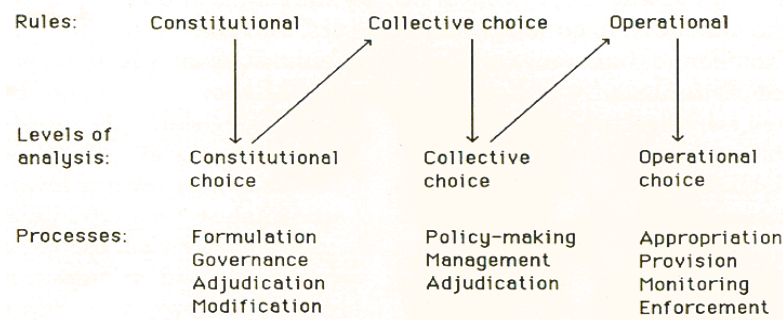 Rules: Constitutional Collective choice Operational
Levels of
analysis: Constitutional Collective Operational
choice choice choice
Processes: Formulation Policy-making Appropriation
Governance Management Provision
Adjudication Adjudication Monitoring
Modification Enforcement